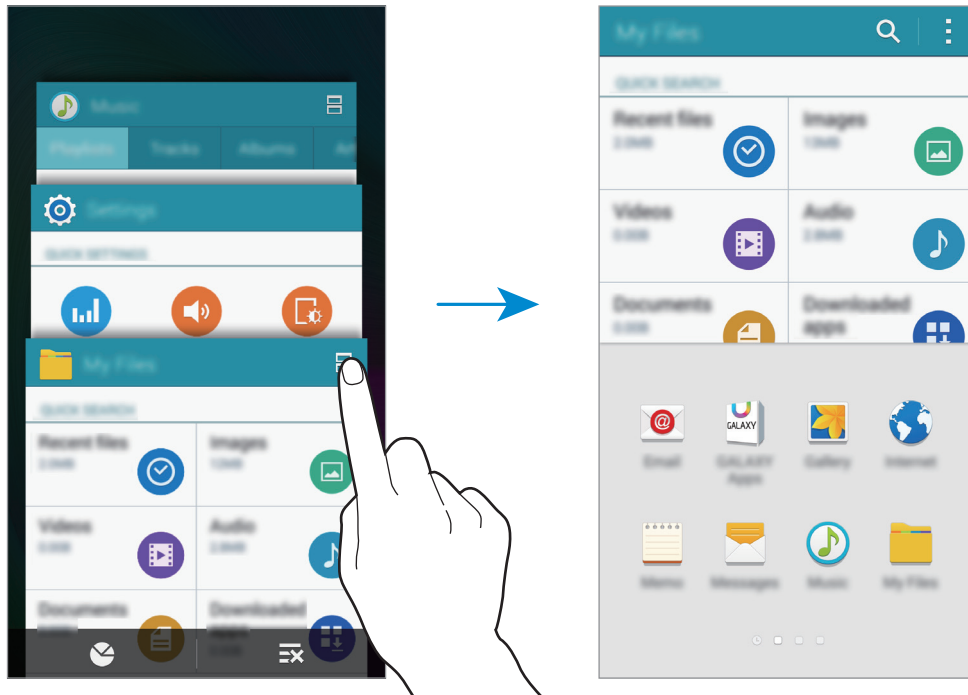 Music
Playlists Tracks Albums
Settings
QUICK SETTINGS
My Files
QUICK SEARCH
Recent files Images
Videos Audio
Documents Downloaded
My Files
QUICK SEARCH
Recent files Images
Videos Audio
Documents Downloaded
apps
GALAXY
Email GALAXY Gallery Internet
Apps
Memo Messages Music My Files